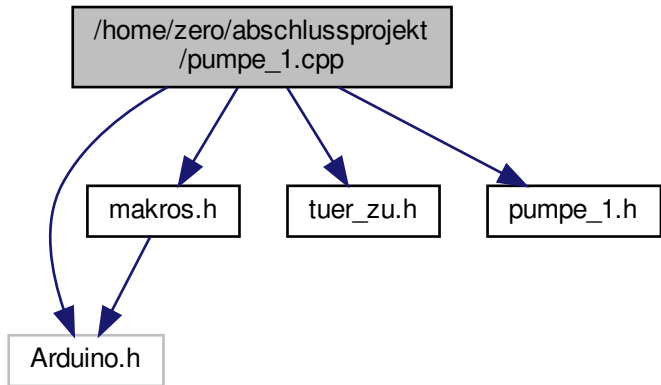 /home/zero/abschlussprojekt
/pumpe_1.cpp
makros.h
tuer_zu.h
pumpe_1.h
Arduino.h